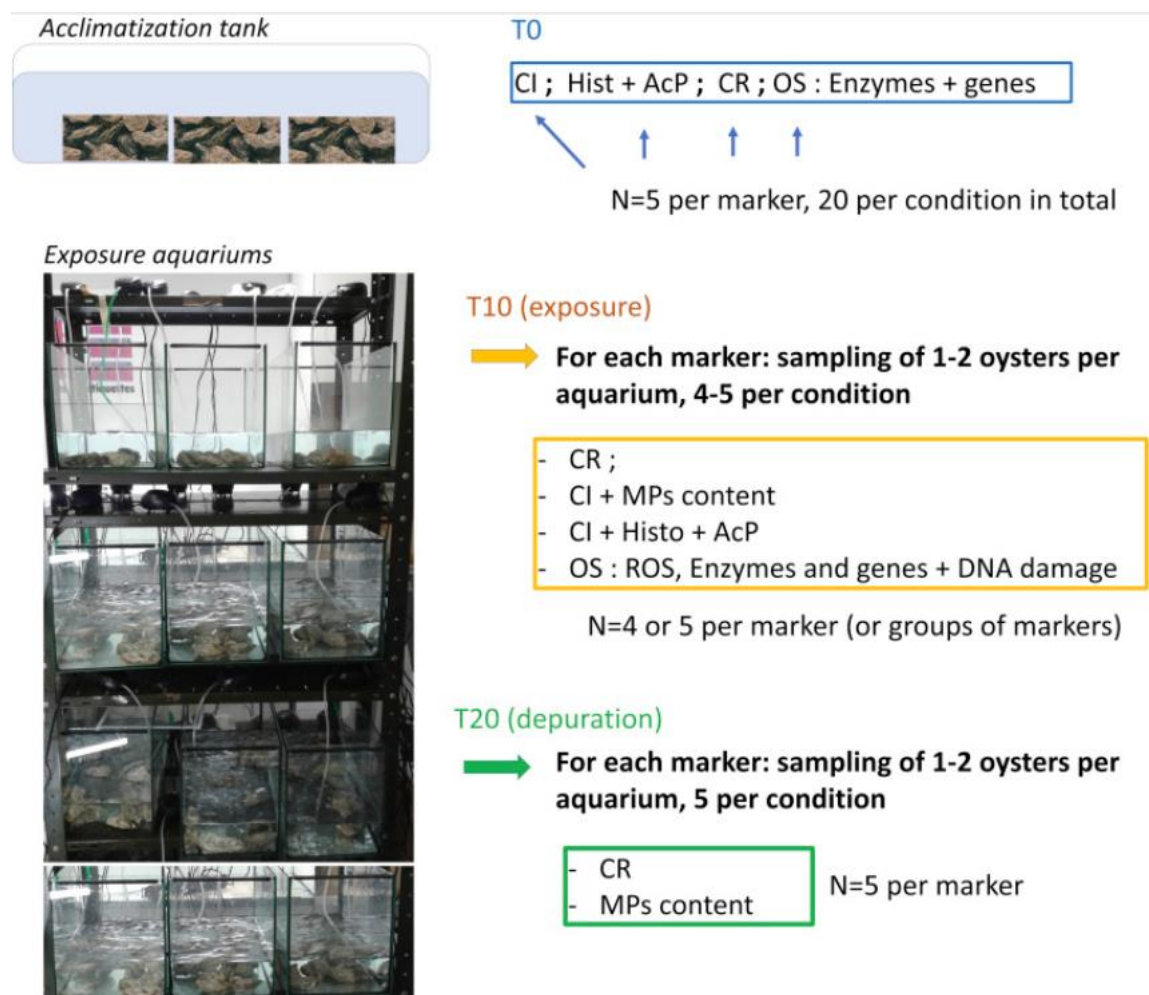 Acclimatization tank
T0
CI ; Hist + AcP ; CR ; OS : Enzymes + genes
N=5 per marker, 20 per condition in total
Exposure aquariums
T10 (exposure)
For each marker: sampling of 1-2 oysters per
aquarium, 4-5 per condition
- CR ;
- CI + MPs content
- CI + Histo + AcP
- OS : ROS, Enzymes and genes + DNA damage
N=4 or 5 per marker (or groups of markers)
T20 (depuration)
For each marker: sampling of 1-2 oysters per
aquarium, 5 per condition
- CR
- MPs content
N=5 per marker